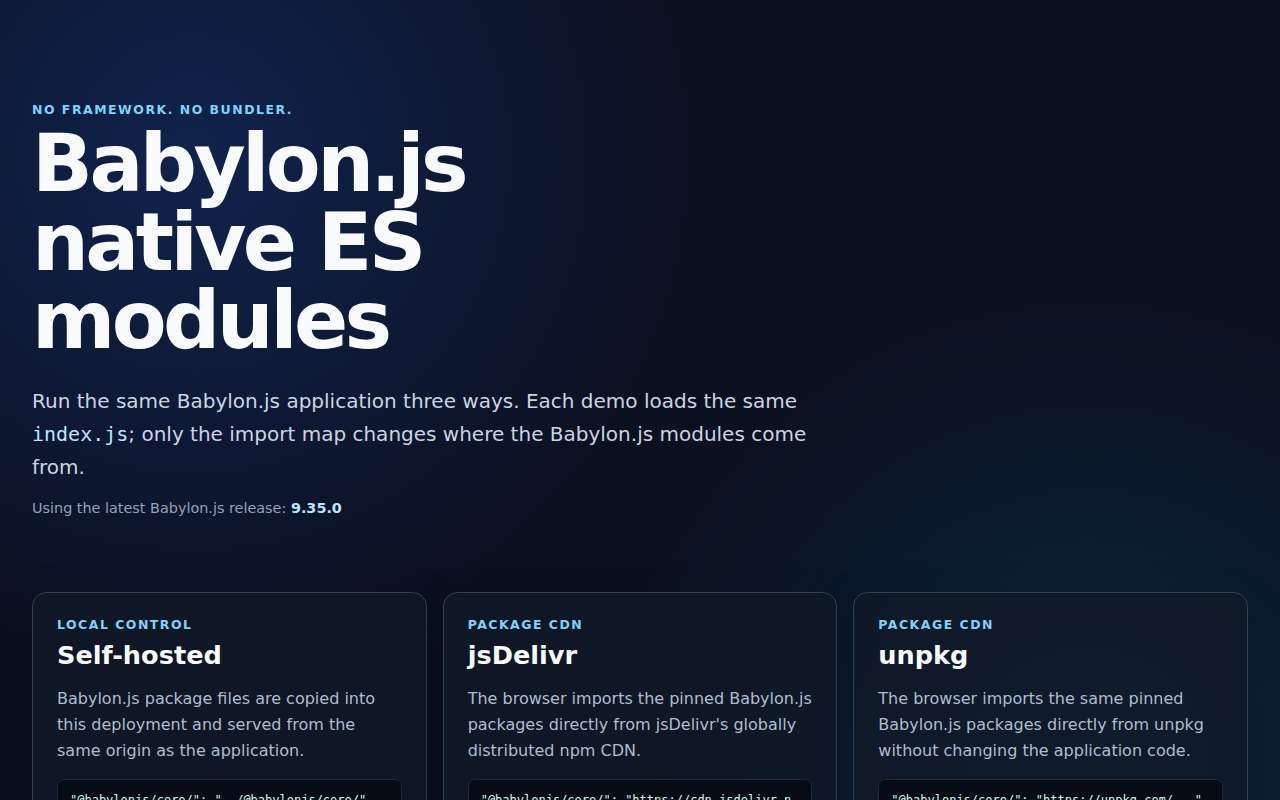 NO FRAMEWORK. NO BUNDLER.
Babylon.js
native ES
modules
Run the same Babylon.js application three ways. Each demo loads the same
index.js; only the import map changes where the Babylon.js modules come
from.
Using the latest Babylon.js release: 9.35.0
LOCAL CONTROL
Self-hosted
Babylon.js package files are copied into
this deployment and served from the
same origin as the application.
PACKAGE CDN
jsDelivr
The browser imports the pinned Babylon.js
packages directly from jsDelivr's globally
distributed npm CDN.
PACKAGE CDN
unpkg
The browser imports the same pinned
Babylon.js packages directly from unpkg
without changing the application code.